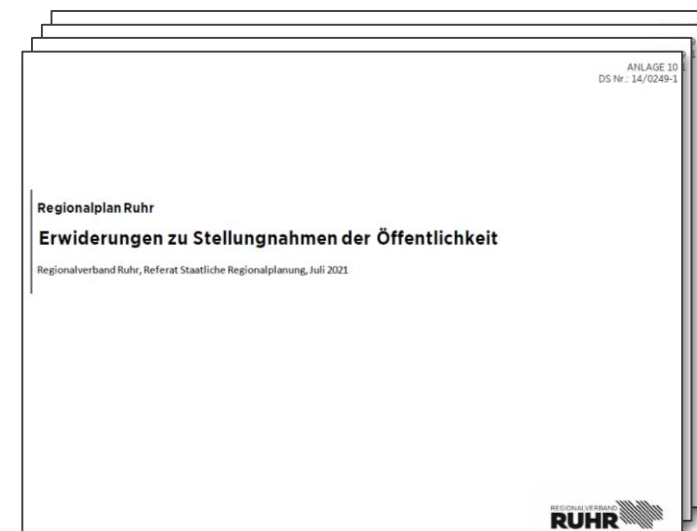 ANLAGE 10
DS Nr.: 14/0249-1
Regionalplan Ruhr
Erwiderungen zu Stellungnahmen der Öffentlichkeit
Regionalverband Ruhr, Referat Staatliche Regionalplanung, Juli 2021
REGIONALVERBAND
RUHR